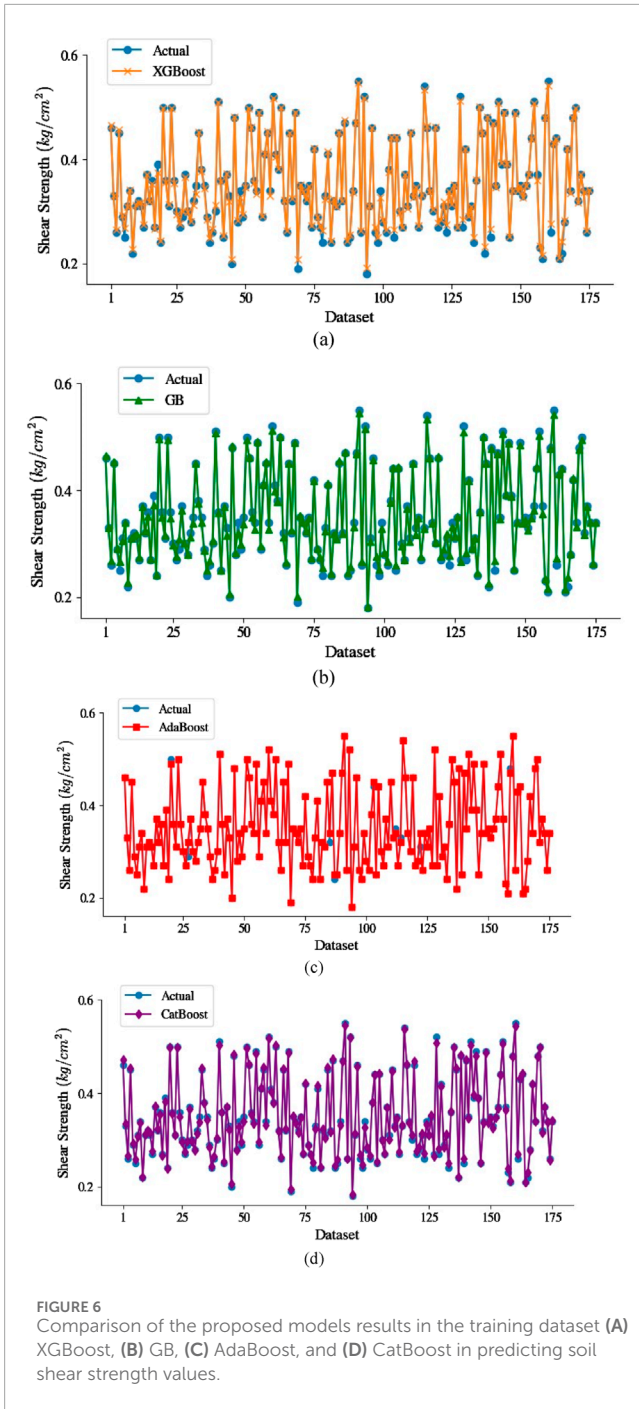 0.6
Actual
XGBoost
Shear Strength (kg/cm²)
0.4
0.2
1 25 50 75 100 125 150 175
Dataset
(a)
0.6
Actual
GB
Shear Strength (kg/cm²)
0.4
0.2
1 25 50 75 100 125 150 175
Dataset
(b)
0.6
Actual
AdaBoost
Shear Strength (kg/cm²)
0.4
0.2
1 25 50 75 100 125 150 175
Dataset
(c)
0.6
Actual
CatBoost
Shear Strength (kg/cm²)
0.4
0.2
1 25 50 75 100 125 150 175
Dataset
(d)
FIGURE 6
Comparison of the proposed models results in the training dataset (A)
XGBoost, (B) GB, (C) AdaBoost, and (D) CatBoost in predicting soil
shear strength values.